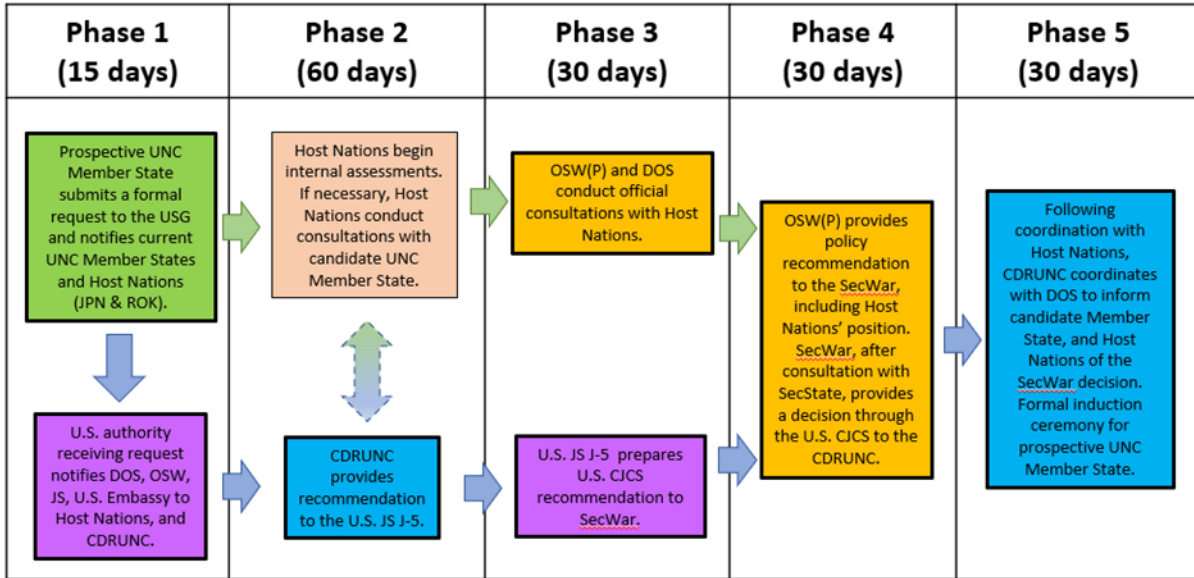 Phase 1
(15 days)
Phase 2
(60 days)
Phase 3
(30 days)
Phase 4
(30 days)
Phase 5
(30 days)
Prospective UNC
Member State
submits a formal
request to the USG
and notifies current
UNC Member States
and Host Nations
(JPN & ROK).
U.S. authority
receiving request
notifies DOS, OSW,
JS, U.S. Embassy to
Host Nations, and
CDRUNC.
Host Nations begin
internal assessments.
If necessary, Host
Nations conduct
consultations with
candidate UNC
Member State.
CDRUNC
provides
recommendation
to the U.S. JS J-5.
OSW(P) and DOS
conduct official
consultations with Host
Nations.
U.S. JS J-5 prepares
U.S. CJCS
recommendation to
SecWar.
OSW(P) provides
policy
recommendation
to the SecWar,
including Host
Nations' position.
SecWar, after
consultation with
SecState, provides
a decision through
the U.S. CJCS to the
CDRUNC.
Following
coordination with
Host Nations,
CDRUNC coordinates
with DOS to inform
candidate Member
State, and Host
Nations of the
SecWar decision.
Formal induction
ceremony for
prospective UNC
Member State.